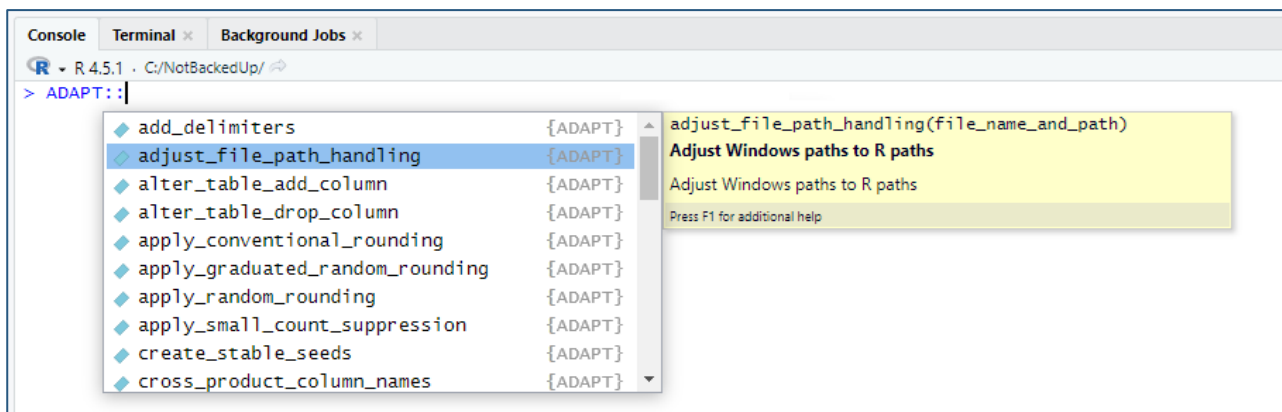 Console Terminal × Background Jobs ×
R R 4.5.1 · C:/NotBackedUp/
> ADAPT::
add_delimiters {ADAPT}
adjust_file_path_handling {ADAPT}
alter_table_add_column {ADAPT}
alter_table_drop_column {ADAPT}
apply_conventional_rounding {ADAPT}
apply_graduated_random_rounding {ADAPT}
apply_random_rounding {ADAPT}
apply_small_count_suppression {ADAPT}
create_stable_seeds {ADAPT}
cross_product_column_names {ADAPT}
adjust_file_path_handling(file_name_and_path)
Adjust Windows paths to R paths
Adjust Windows paths to R paths
Press F1 for additional help